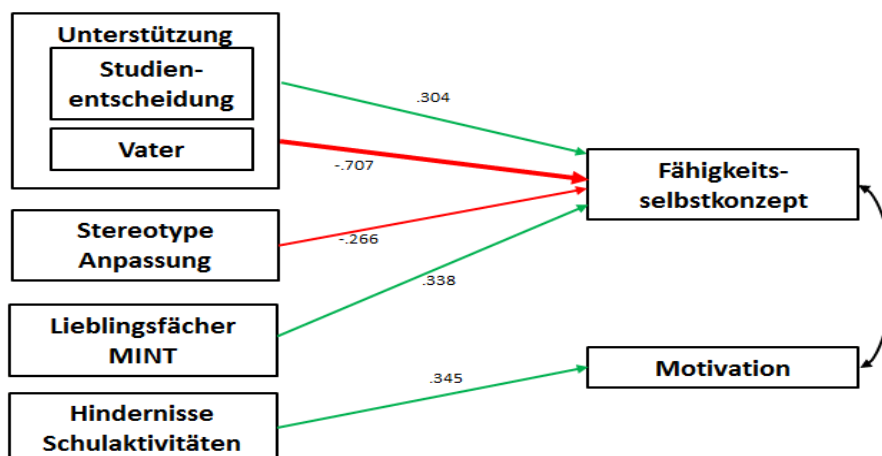 Unterstützung
Studien-
entscheidung
Vater
Stereotype
Anpassung
Lieblingsfächer
MINT
Hindernisse
Schulaktivitäten
.304
-.707
-.266
.338
.345
Fähigkeits-
selbstkonzept
Motivation